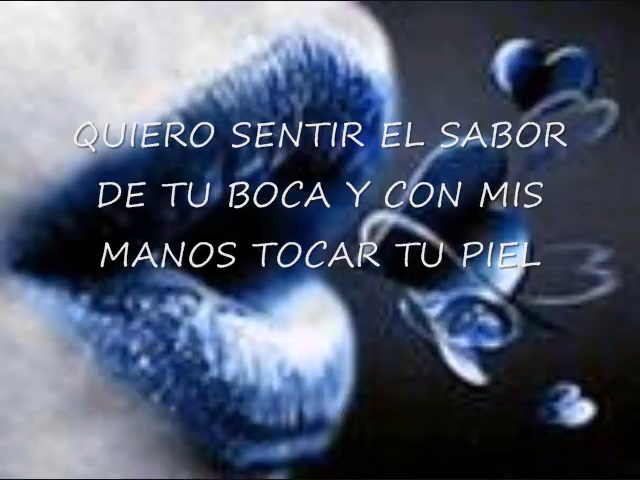 QUIERO SENTIR EL SABOR
DE TU BOCA Y CON MIS
MANOS TOCAR TU PIEL